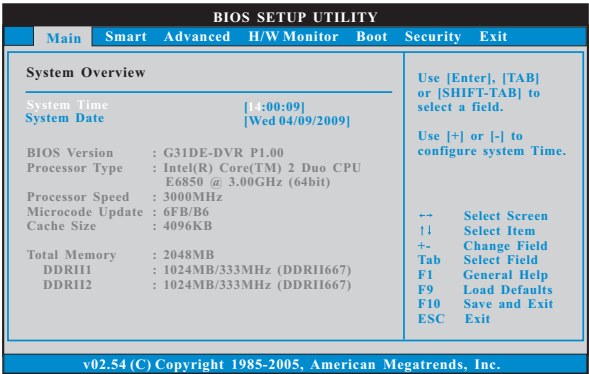 BIOS SETUP UTILITY
Main Smart Advanced H/W Monitor Boot Security Exit
System Overview
System Time [14:00:09]
System Date [Wed 04/09/2009]
BIOS Version : G31DE-DVR P1.00
Processor Type : Intel(R) Core(TM) 2 Duo CPU
E6850 @ 3.00GHz (64bit)
Processor Speed : 3000MHz
Microcode Update : 6FB/B6
Cache Size : 4096KB
Total Memory : 2048MB
DDRII1 : 1024MB/333MHz (DDRII667)
DDRII2 : 1024MB/333MHz (DDRII667)
Use [Enter], [TAB]
or [SHIFT-TAB] to
select a field.
Use [+] or [-] to
configure system Time.
←→ Select Screen
↑↓ Select Item
+- Change Field
Tab Select Field
F1 General Help
F9 Load Defaults
F10 Save and Exit
ESC Exit
v02.54 (C) Copyright 1985-2005, American Megatrends, Inc.